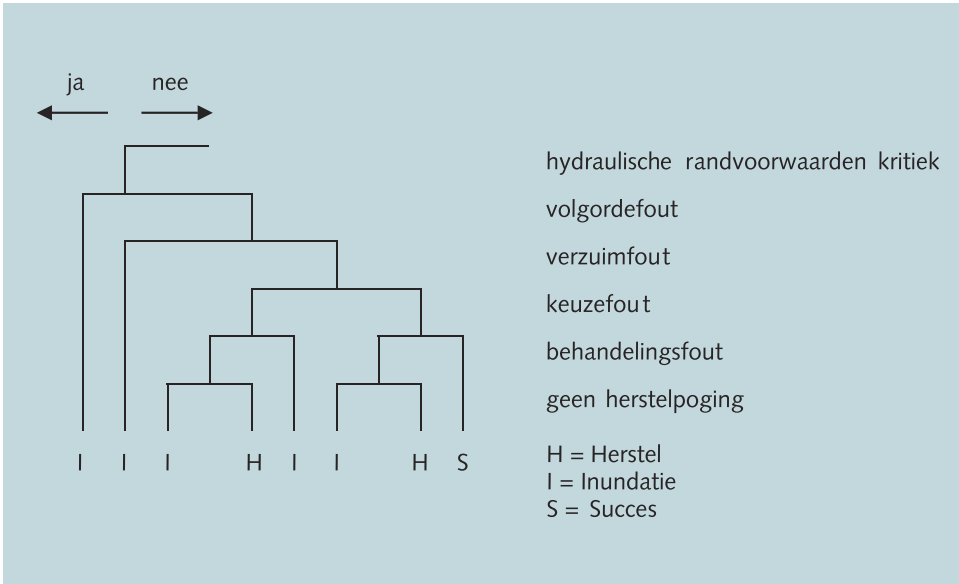 ja nee
hydraulische randvoorwaarden kritiek
volgordefout
verzuimfout
keuzefout
behandelingsfout
geen herstelpoging
I I I H I I H S
H = Herstel
I = Inundatie
S = Succes